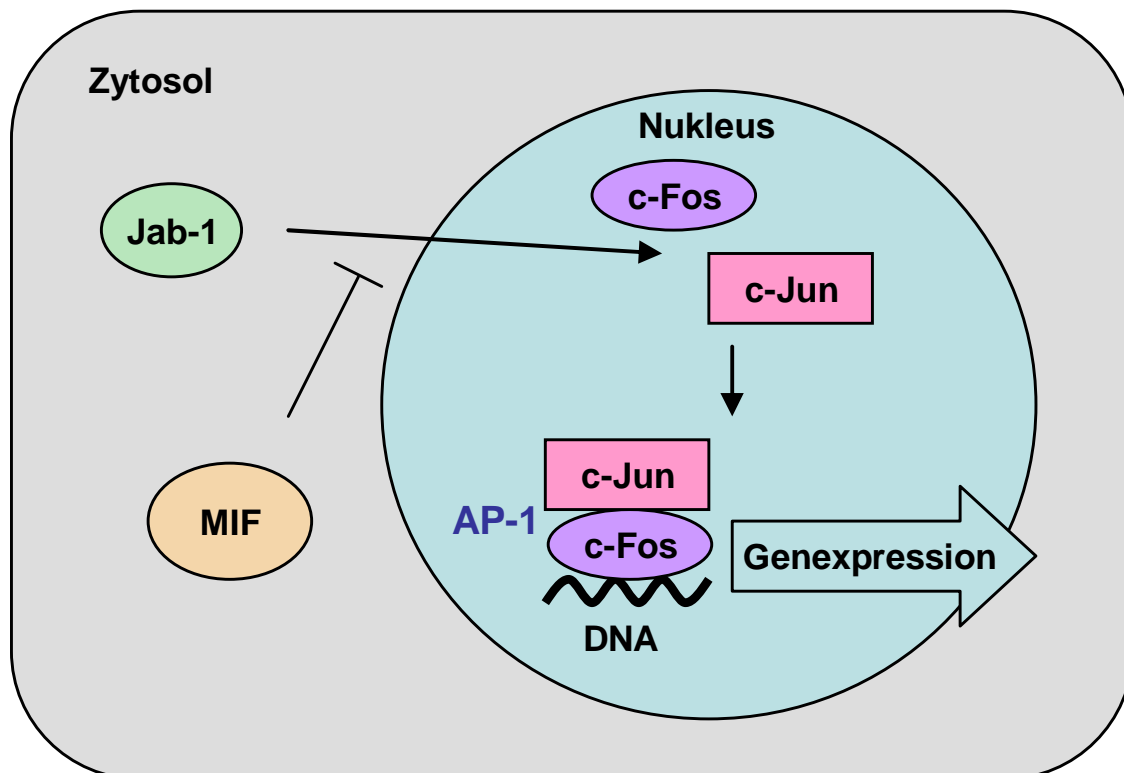 Zytosol
Nukleus
c-Fos
Jab-1
c-Jun
c-Jun
AP-1
c-Fos
MIF
Genexpression
DNA